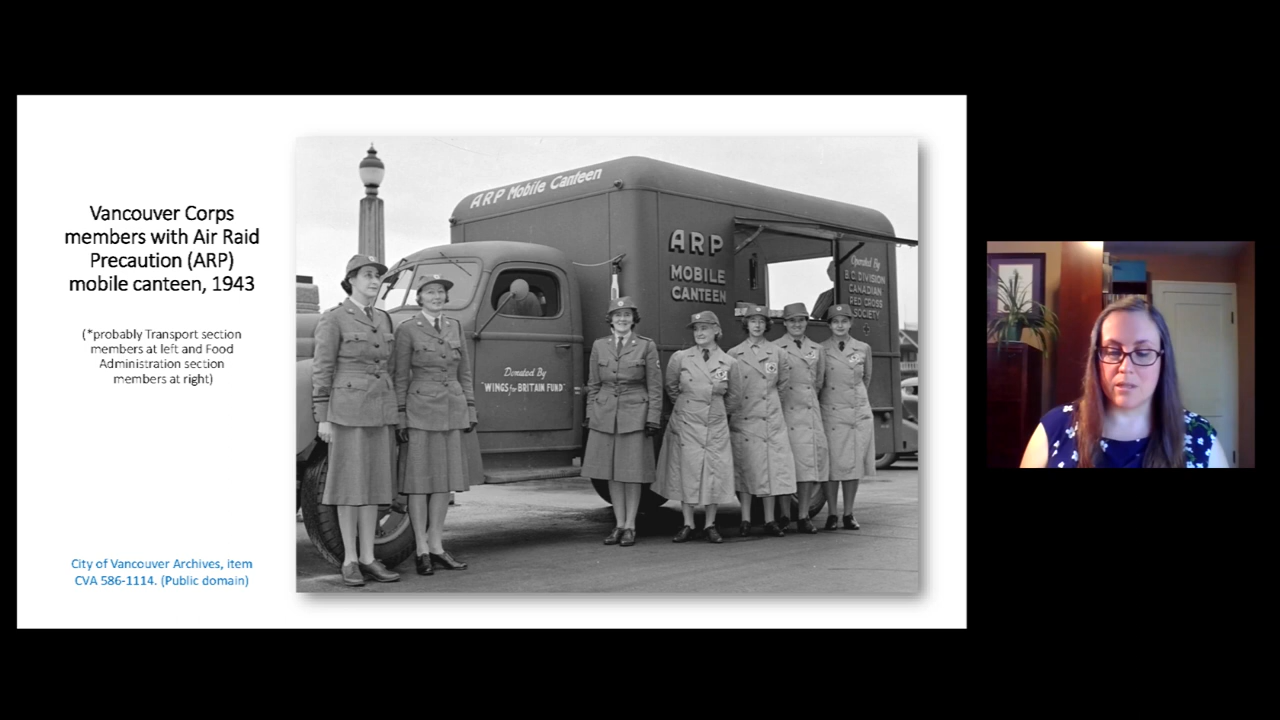 Vancouver Corps
members with Air Raid
Precaution (ARP)
mobile canteen, 1943
(*probably Transport section
members at left and Food
Administration section
members at right)
City of Vancouver Archives, item
CVA 586-1114. (Public domain)
ARP Mobile Canteen
ARP
MOBILE
CANTEEN
Operated By
B.C. DIVISION
CANADIAN
RED CROSS
SOCIETY
Donated By
"WINGS for BRITAIN FUND"